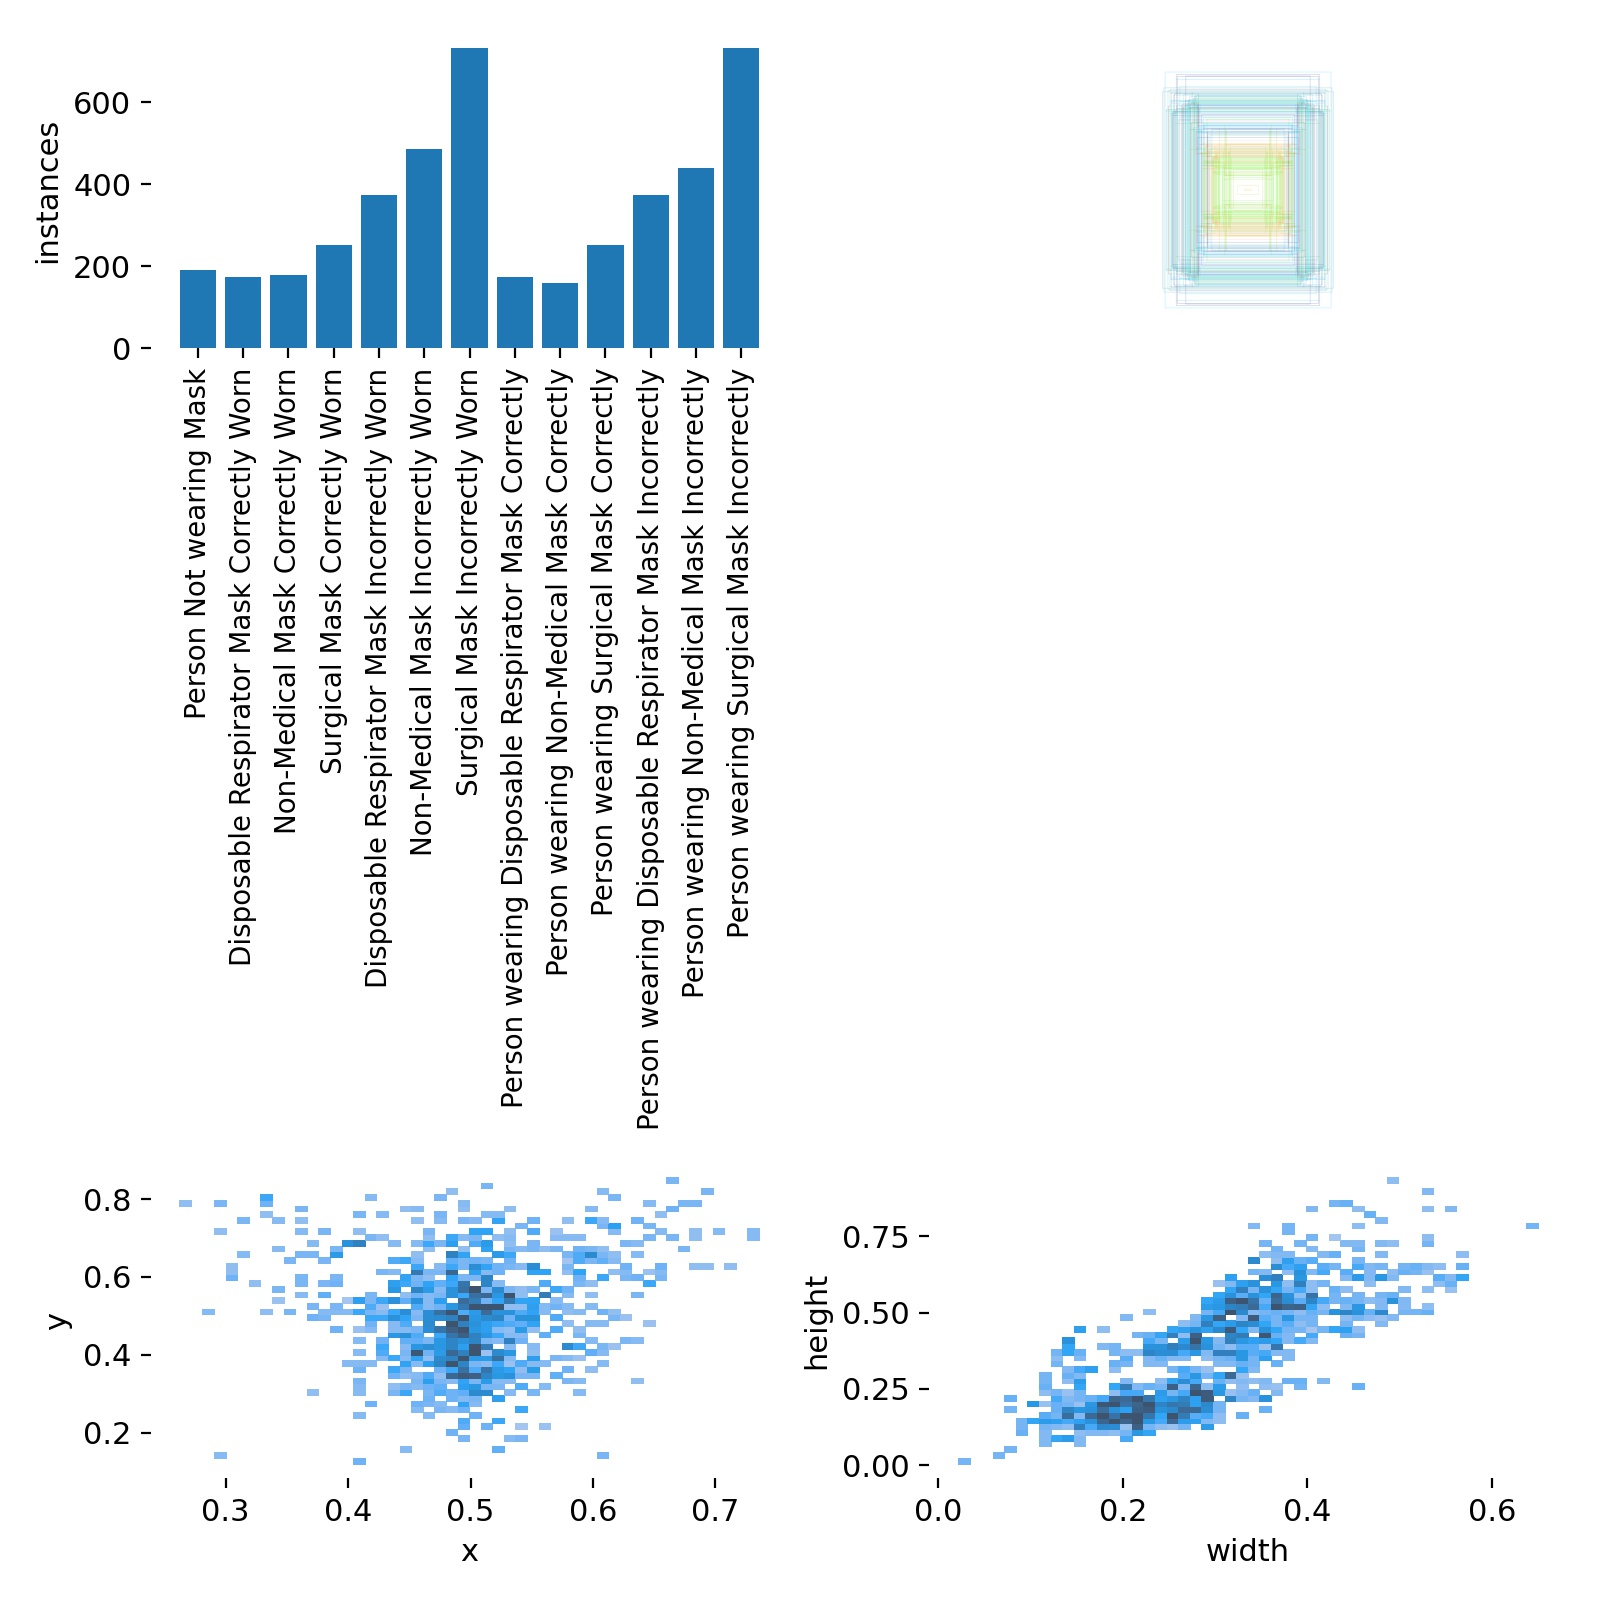 instances
600
400
200
0
Person Not wearing Mask
Disposable Respirator Mask Correctly Worn
Non-Medical Mask Correctly Worn
Surgical Mask Correctly Worn
Disposable Respirator Mask Incorrectly Worn
Non-Medical Mask Incorrectly Worn
Surgical Mask Incorrectly Worn
Person wearing Disposable Respirator Mask Correctly
Person wearing Non-Medical Mask Correctly
Person wearing Surgical Mask Correctly
Person wearing Disposable Respirator Mask Incorrectly
Person wearing Non-Medical Mask Incorrectly
Person wearing Surgical Mask Incorrectly
y
0.8
0.6
0.4
0.2
0.3 0.4 0.5 0.6 0.7
x
height
0.75
0.50
0.25
0.00
0.0 0.2 0.4 0.6
width